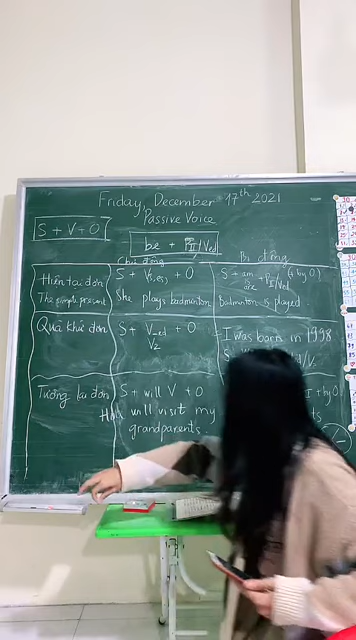 Friday, December 17th 2021
Passive Voice
S + V + O
be + PII/Ved
Chủ động
Bị động
Hiện tại đơn
The simple present
S + V(s,es) + O
She plays badminton
S + am is are + PII/Ved (by O)
Badminton is played
Quá khứ đơn
S + Ved V2 + O
I was born in 1998
Tương lai đơn
S + will V + O
will visit my
grandparents
+ by O